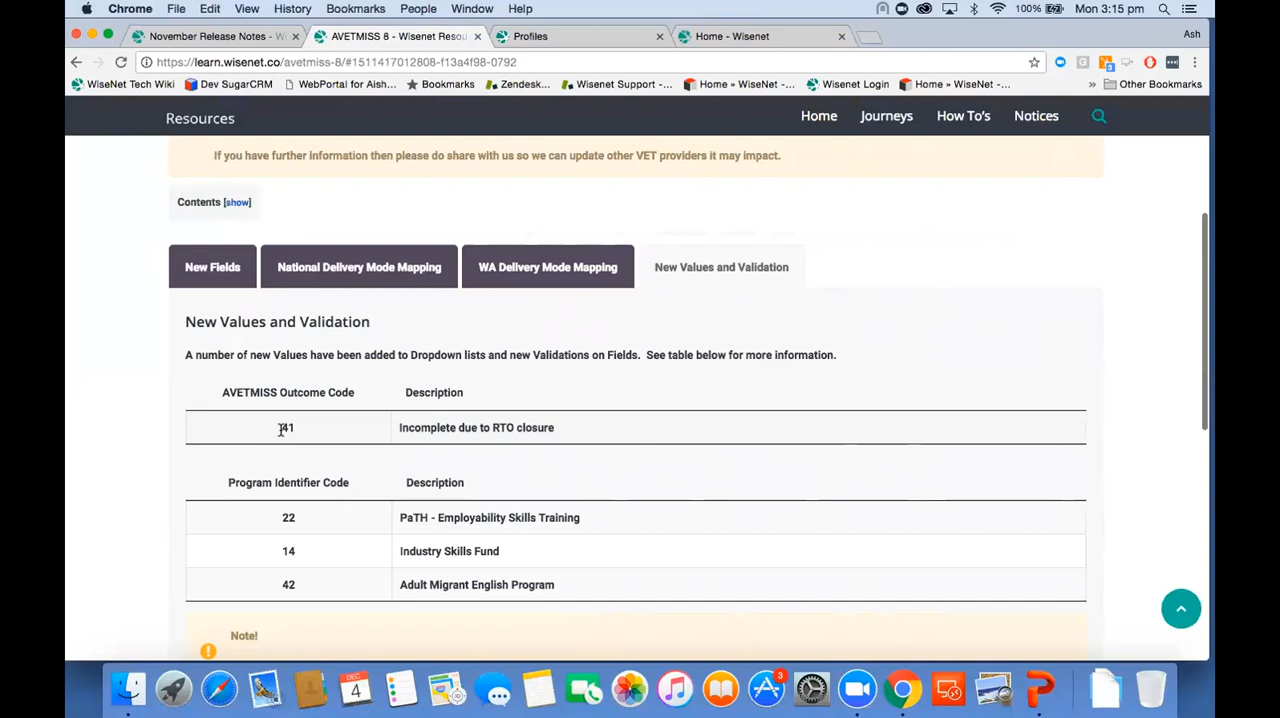 Chrome File Edit View History Bookmarks People Window Help 100% Mon 3:15 pm
November Release Notes - W AVETMISS 8 - Wisenet Resou Profiles Home - Wisenet Ash
https://learn.wisenet.co/avetmiss-8/#1511417012808-f13a4f98-0792
WiseNet Tech Wiki Dev SugarCRM WebPortal for Aish... Bookmarks Zendesk... Wisenet Support -... Home » WiseNet -... Wisenet Login Home » WiseNet -... » Other Bookmarks
Resources Home Journeys How To's Notices
If you have further information then please do share with us so we can update other VET providers it may impact.
Contents [show]
New Fields National Delivery Mode Mapping WA Delivery Mode Mapping New Values and Validation
New Values and Validation
A number of new Values have been added to Dropdown lists and new Validations on Fields. See table below for more information.
AVETMISS Outcome Code Description
41 Incomplete due to RTO closure
Program Identifier Code Description
22 PaTH - Employability Skills Training
14 Industry Skills Fund
42 Adult Migrant English Program
Note!
DEC
4
3